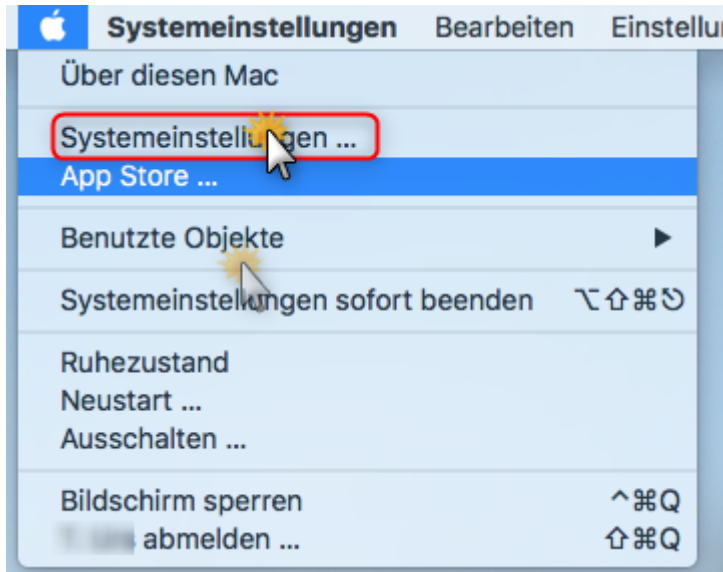 Systemeinstellungen Bearbeiten Einstellu
Über diesen Mac
Systemeinstellungen ...
App Store ...
Benutzte Objekte ▶
Systemeinstellungen sofort beenden ⌥⇧⌘⎋
Ruhezustand
Neustart ...
Ausschalten ...
Bildschirm sperren ^⌘Q
abmelden ... ⇧⌘Q